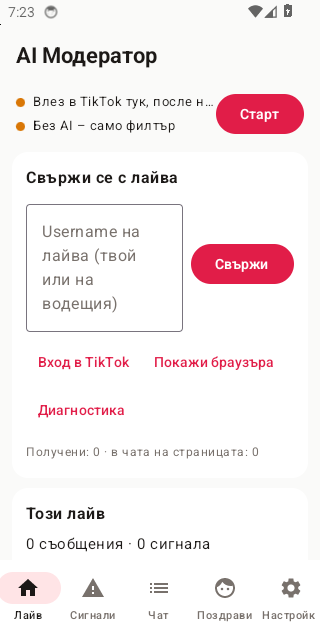 7:23
AI Модератор
Влез в TikTok тук, после н...
Без AI – само филтър
Старт
Свържи се с лайва
Username на
лайва (твой
или на
водещия)
Свържи
Вход в TikTok
Покажи браузъра
Диагностика
Получени: 0 · в чата на страницата: 0
Този лайв
0 съобщения · 0 сигнала
Лайв
Сигнали
Чат
Поздрави
Настройк